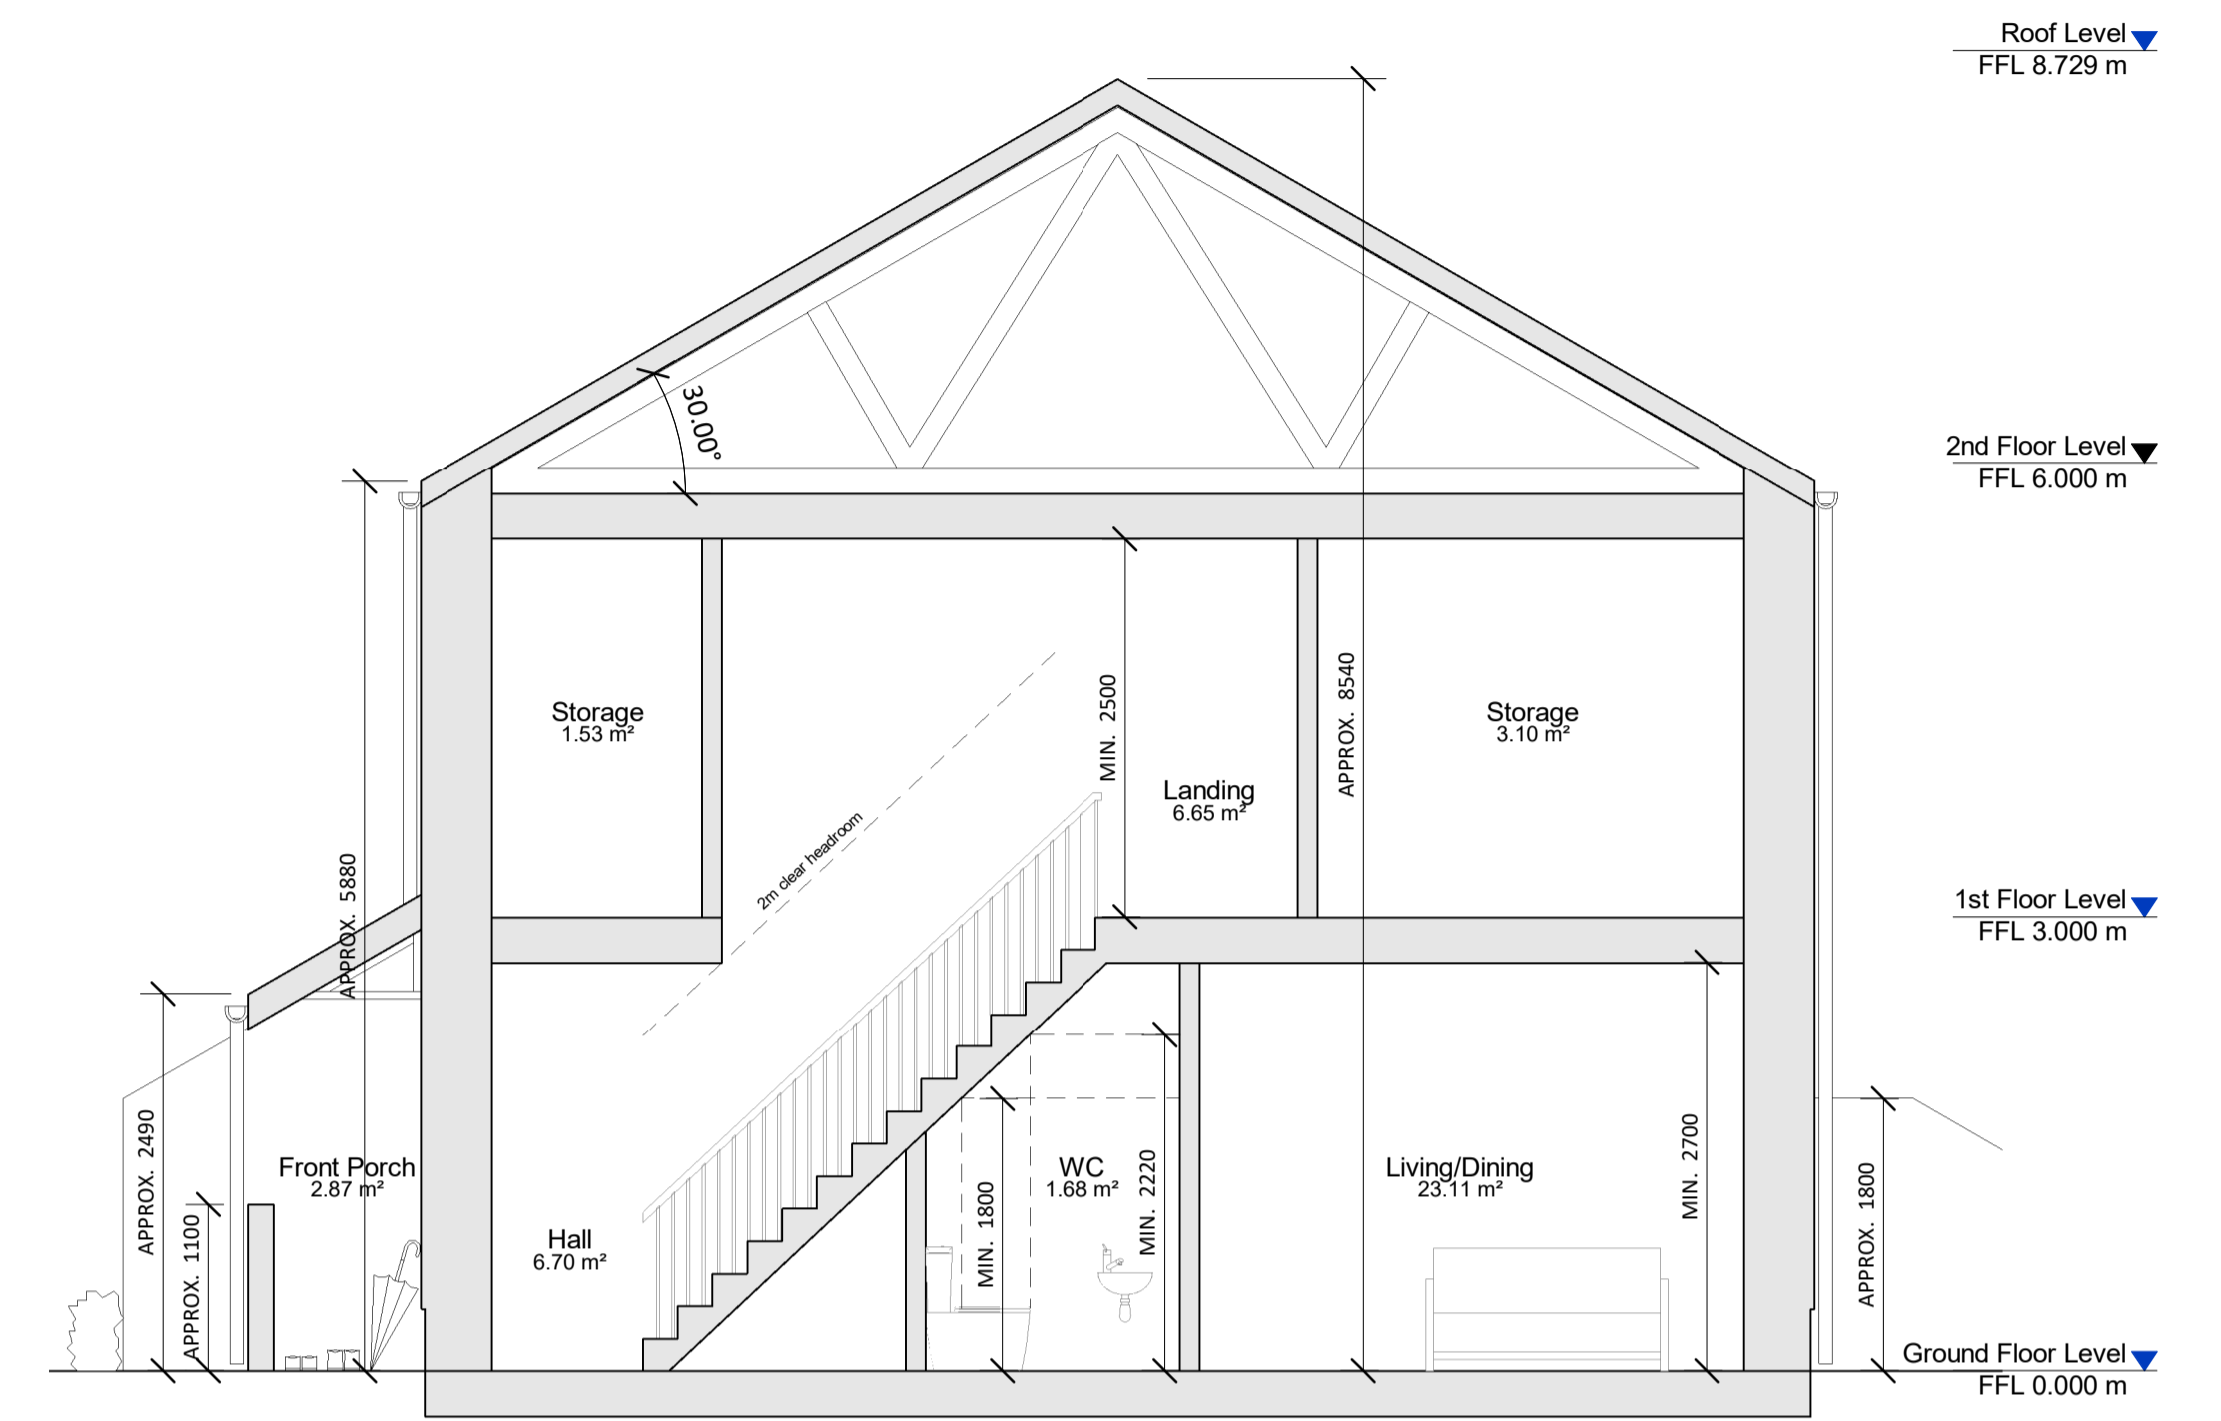 Roof Level
FFL 8.729 m
30.00°
2nd Floor Level
FFL 6.000 m
Storage
1.53 m²
MIN. 2500
APPROX. 8540
Storage
3.10 m²
Landing
6.65 m²
2m clear headroom
APPROX. 5880
1st Floor Level
FFL 3.000 m
APPROX. 2490
APPROX. 1100
Front Porch
2.87 m²
Hall
6.70 m²
MIN. 1800
WC
1.68 m²
MIN. 2220
Living/Dining
23.11 m²
MIN. 2700
APPROX. 1800
Ground Floor Level
FFL 0.000 m